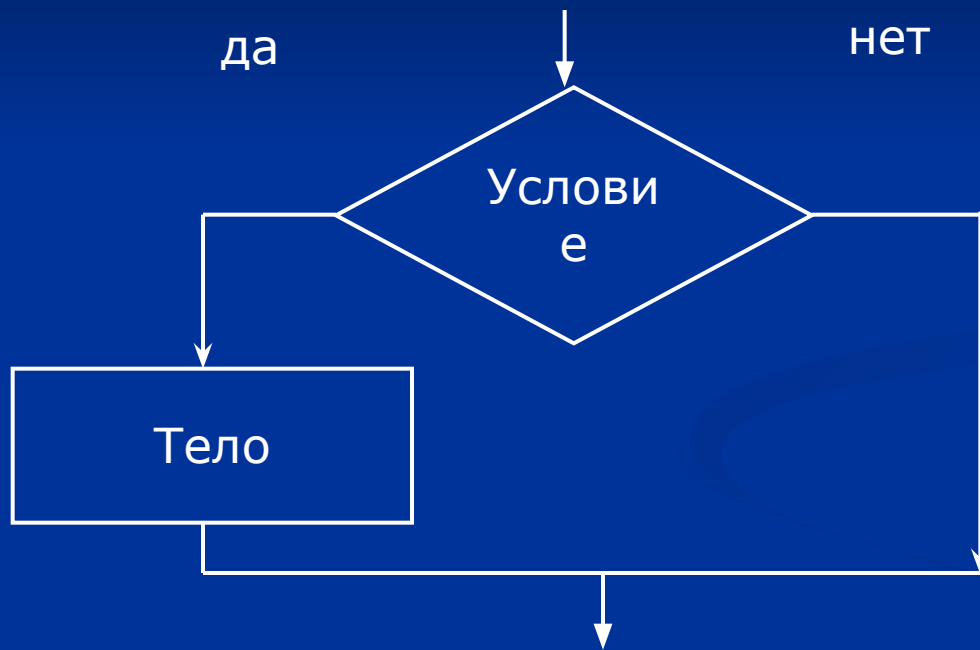 да
нет
Услови
е
Тело